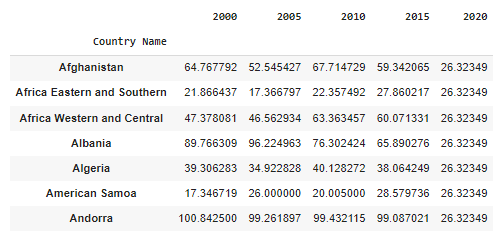 2000 2005 2010 2015 2020
Country Name
Afghanistan 64.767792 52.545427 67.714729 59.342065 26.32349
Africa Eastern and Southern 21.866437 17.366797 22.357492 27.860217 26.32349
Africa Western and Central 47.378081 46.562934 63.363457 60.071331 26.32349
Albania 89.766309 96.224963 76.302424 65.890276 26.32349
Algeria 39.306283 34.922828 40.128272 38.064249 26.32349
American Samoa 17.346719 26.000000 20.005000 28.579736 26.32349
Andorra 100.842500 99.261897 99.432115 99.087021 26.32349